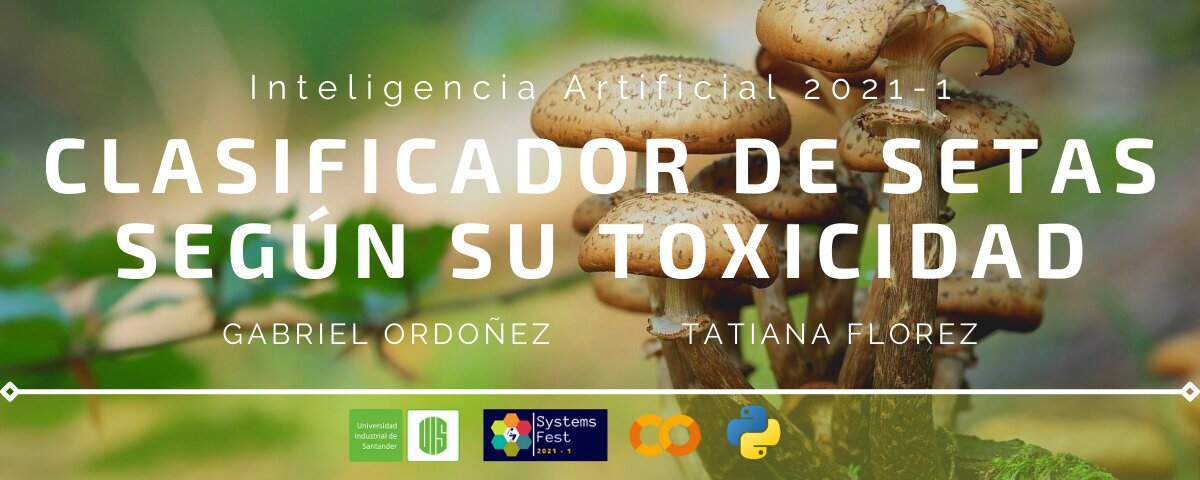 Inteligencia Artificial 2021-1
CLASIFICADOR DE SETAS
SEGÚN SU TOXICIDAD
GABRIEL ORDOÑEZ TATIANA FLOREZ
Universidad
Industrial de
Santander
UIS
Systems
Fest
2021 - 1